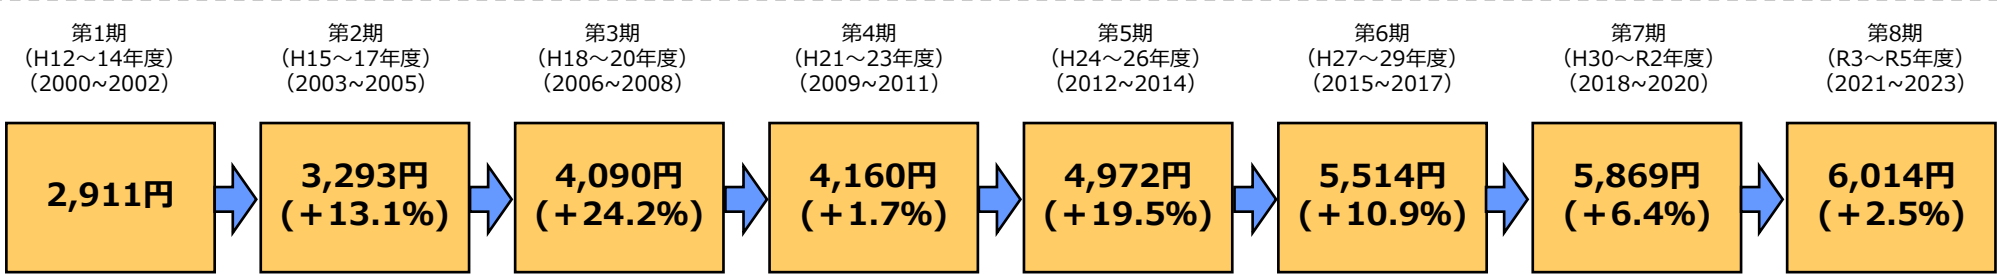 第1期
(H12～14年度)
(2000~2002)
第2期
(H15～17年度)
(2003~2005)
第3期
(H18～20年度)
(2006~2008)
第4期
(H21～23年度)
(2009~2011)
第5期
(H24～26年度)
(2012~2014)
第6期
(H27～29年度)
(2015~2017)
第7期
(H30～R2年度)
(2018~2020)
第8期
(R3～R5年度)
(2021~2023)
2,911円
3,293円
(＋13.1%)
4,090円
(＋24.2%)
4,160円
(＋1.7%)
4,972円
(＋19.5%)
5,514円
(＋10.9%)
5,869円
(＋6.4%)
6,014円
(＋2.5%)